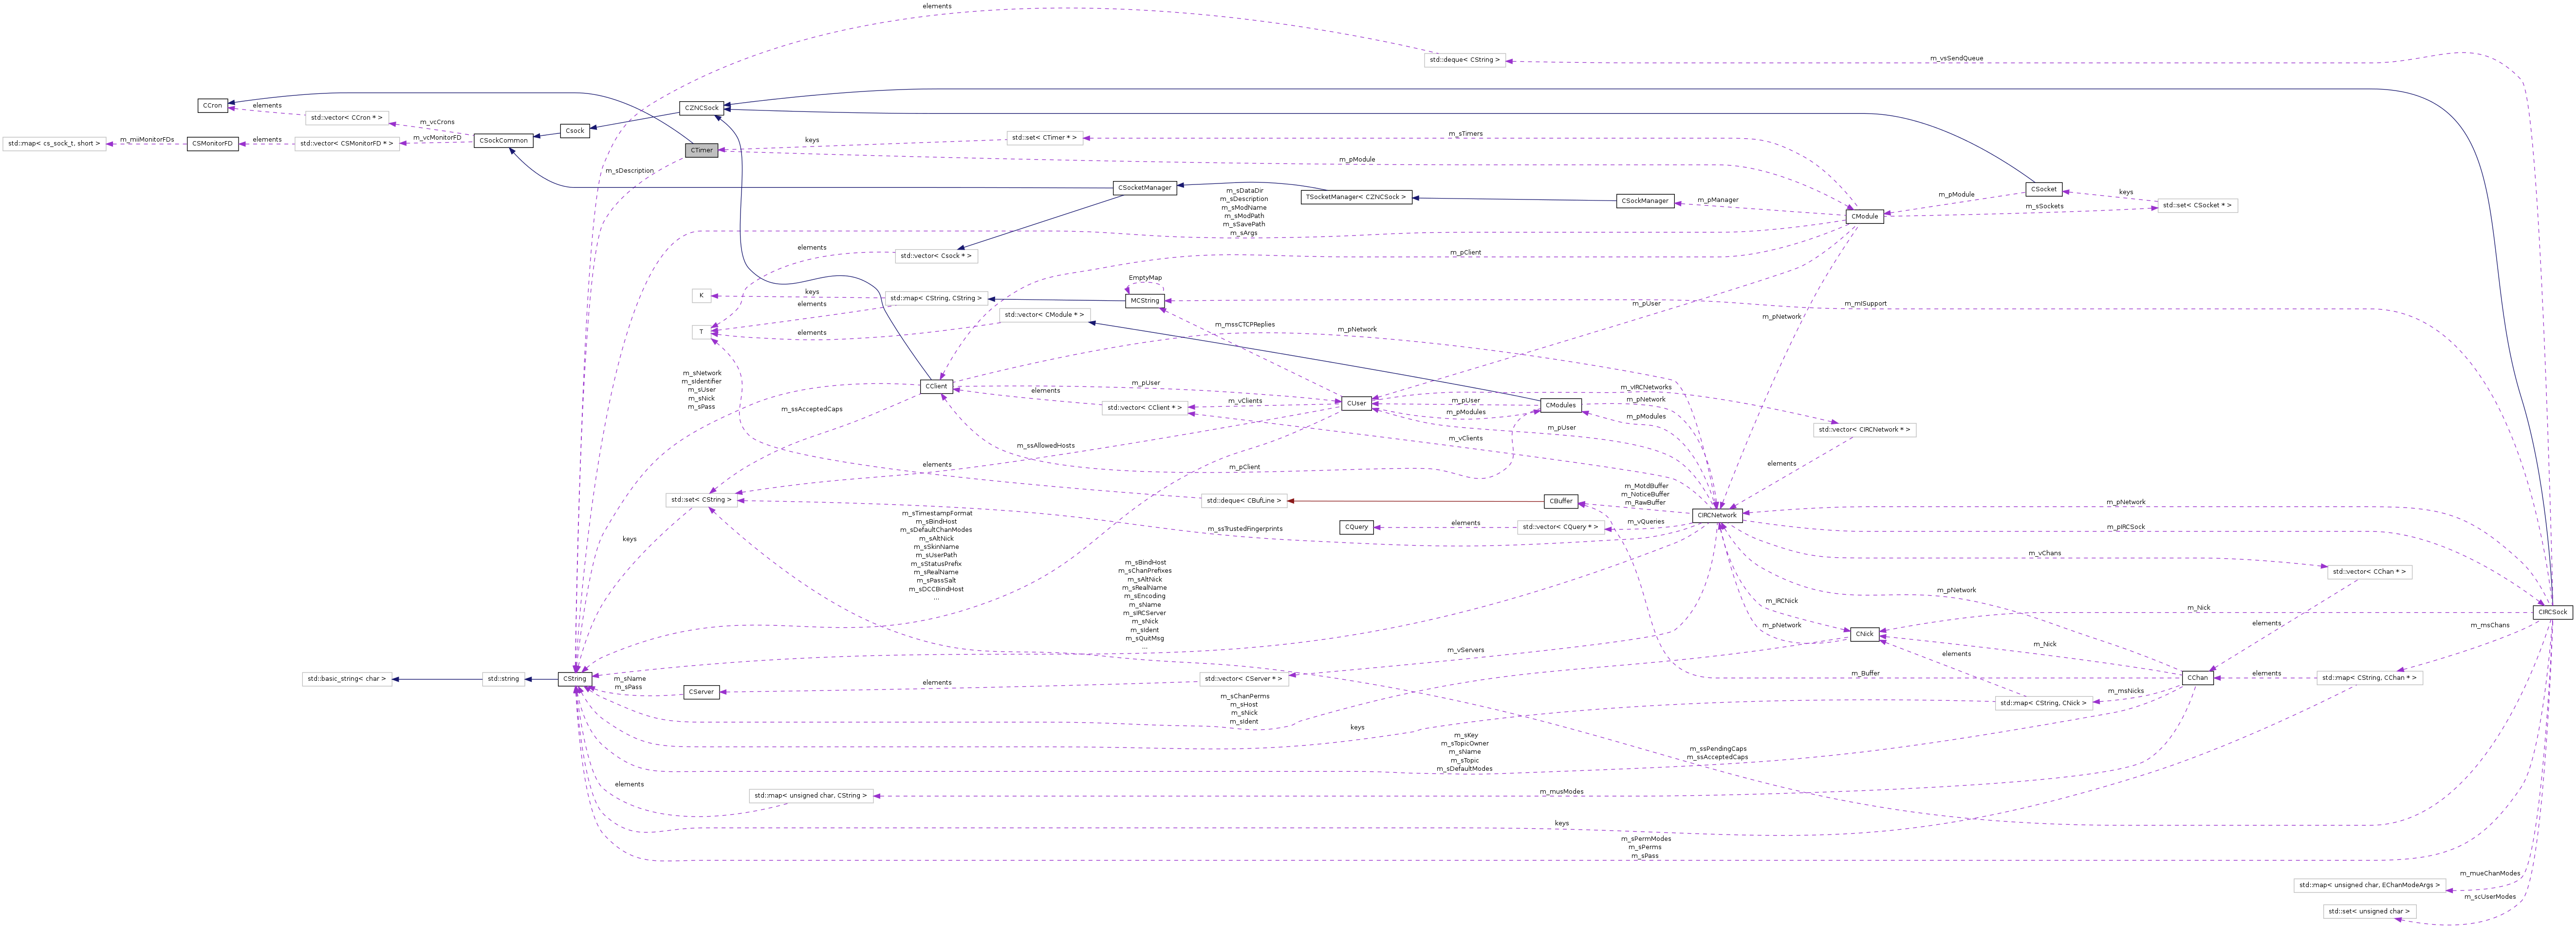 elements
std::deque< CString >
m_vsSendQueue
CCron
elements
std::vector< CCron * >
m_vcCrons
CZNCSock
Csock
CSockCommon
std::map< cs_sock_t, short >
m_miiMonitorFDs
CSMonitorFD
elements
std::vector< CSMonitorFD * >
m_vcMonitorFD
CTimer
keys
std::set< CTimer * >
m_sTimers
m_pModule
m_sDescription
CSocketManager
m_sDataDir
m_sDescription
m_sModName
m_sModPath
m_sSavePath
m_sArgs
TSocketManager< CZNCSock >
CSockManager
m_pManager
CModule
m_pModule
CSocket
keys
std::set< CSocket * >
m_sSockets
elements
std::vector< Csock * >
m_pClient
K
keys
std::map< CString, CString >
EmptyMap
MCString
m_pUser
m_mISupport
elements
std::vector< CModule * >
m_pNetwork
T
elements
m_mssCTCPReplies
m_pNetwork
m_sNetwork
m_sIdentifier
m_sUser
m_sNick
m_sPass
CClient
m_pUser
elements
m_vIRCNetworks
m_ssAcceptedCaps
std::vector< CClient * >
m_vClients
CUser
m_pUser
m_pModules
CModules
m_pNetwork
m_pModules
m_pUser
std::vector< CIRCNetwork * >
m_ssAllowedHosts
m_vClients
elements
m_pClient
elements
std::set< CString >
std::deque< CBufLine >
CBuffer
m_MotdBuffer
m_NoticeBuffer
m_RawBuffer
CIRCNetwork
m_pNetwork
m_sTimestampFormat
m_sBindHost
m_sDefaultChanModes
m_sAltNick
m_sSkinName
m_sUserPath
m_sStatusPrefix
m_sRealName
m_sPassSalt
m_sDCCBindHost
...
m_ssTrustedFingerprints
CQuery
elements
std::vector< CQuery * >
m_vQueries
m_pIRCSock
keys
m_vChans
m_sBindHost
m_sChanPrefixes
m_sAltNick
m_sRealName
m_sEncoding
m_sName
m_sIRCServer
m_sNick
m_sIdent
m_sQuitMsg
...
std::vector< CChan * >
m_pNetwork
m_IRCNick
m_Nick
CIRCSock
m_pNetwork
CNick
m_Nick
elements
m_msChans
m_vServers
elements
std::basic_string< char >
std::string
CString
m_sName
m_sPass
CServer
elements
std::vector< CServer * >
m_Buffer
CChan
elements
std::map< CString, CChan * >
m_msNicks
std::map< CString, CNick >
m_sChanPerms
m_sHost
m_sNick
m_sIdent
keys
m_sKey
m_sTopicOwner
m_sName
m_sTopic
m_sDefaultModes
m_ssPendingCaps
m_ssAcceptedCaps
elements
std::map< unsigned char, CString >
m_musModes
keys
m_sPermModes
m_sPerms
m_sPass
m_mueChanModes
std::map< unsigned char, EChanModeArgs >
m_scUserModes
std::set< unsigned char >